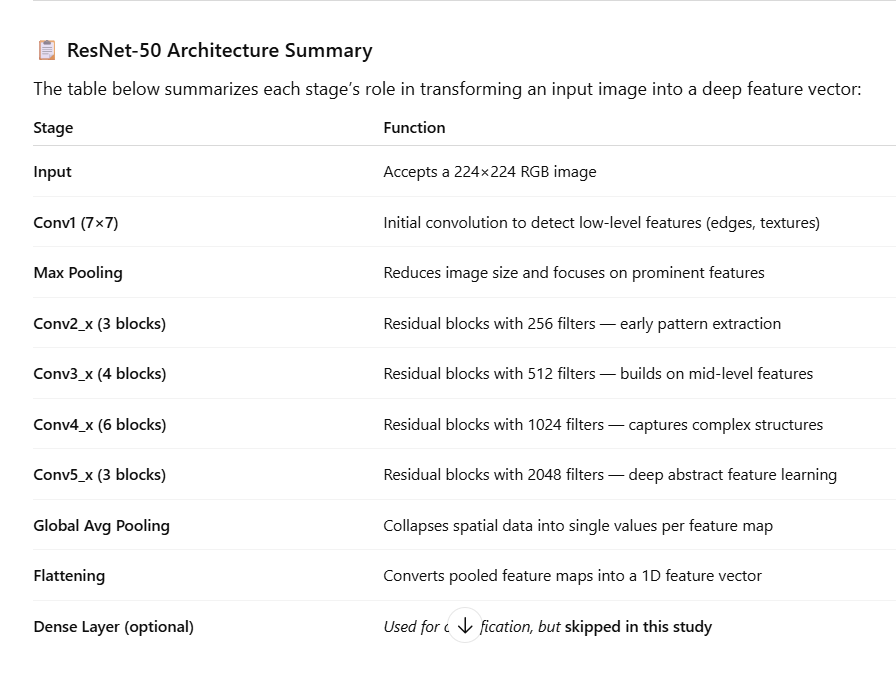 📋 ResNet-50 Architecture Summary
The table below summarizes each stage’s role in transforming an input image into a deep feature vector:
Stage Function
Input Accepts a 224×224 RGB image
Conv1 (7×7) Initial convolution to detect low-level features (edges, textures)
Max Pooling Reduces image size and focuses on prominent features
Conv2_x (3 blocks) Residual blocks with 256 filters — early pattern extraction
Conv3_x (4 blocks) Residual blocks with 512 filters — builds on mid-level features
Conv4_x (6 blocks) Residual blocks with 1024 filters — captures complex structures
Conv5_x (3 blocks) Residual blocks with 2048 filters — deep abstract feature learning
Global Avg Pooling Collapses spatial data into single values per feature map
Flattening Converts pooled feature maps into a 1D feature vector
Dense Layer (optional) Used for but skipped in this study